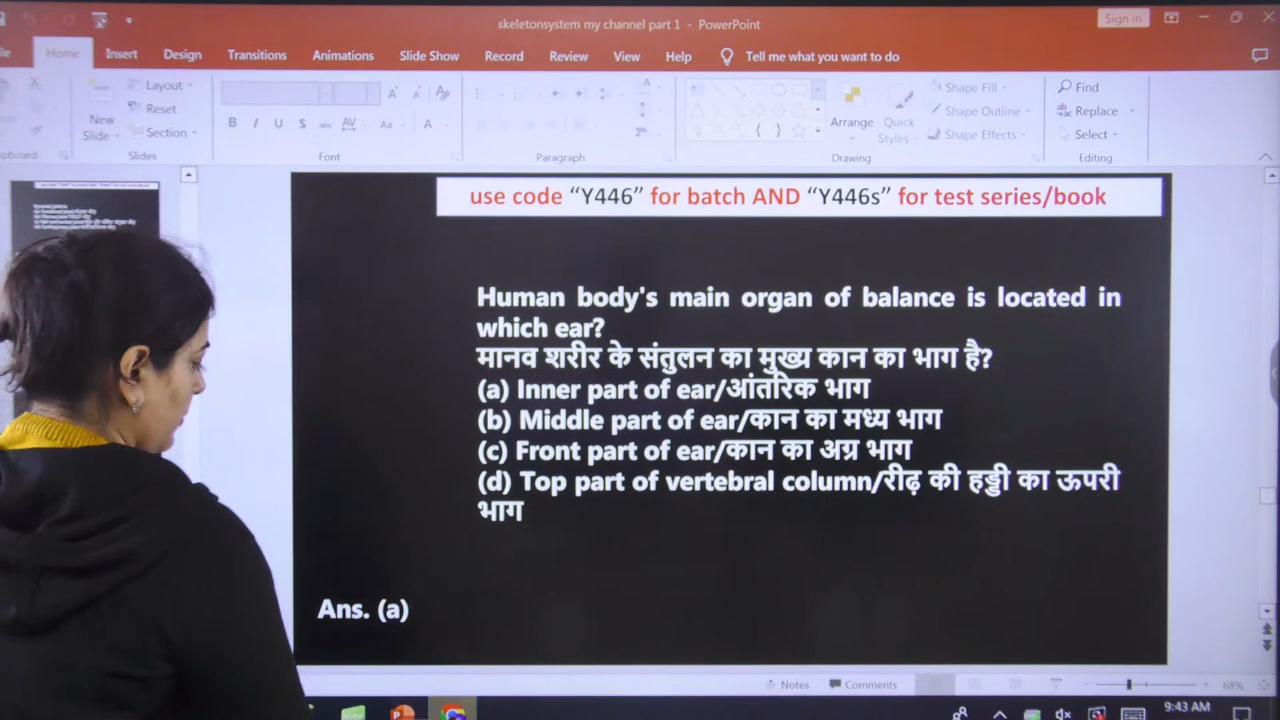 skeletonsystem my channel part 1 - PowerPoint
Sign in
Home Insert Design Transitions Animations Slide Show Record Review View Help Tell me what you want to do
Layout
Reset
Section
New Slide
Slides
B I U S abc AV Aa A
Font
Paragraph
Arrange
Quick Styles
Shape Fill
Shape Outline
Shape Effects
Drawing
Find
Replace
Select
Editing
use code “Y446” for batch AND “Y446s” for test series/book
Human body's main organ of balance is located in
which ear?
मानव शरीर के संतुलन का मुख्य कान का भाग है?
(a) Inner part of ear/आंतरिक भाग
(b) Middle part of ear/कान का मध्य भाग
(c) Front part of ear/कान का अग्र भाग
(d) Top part of vertebral column/रीढ़ की हड्डी का ऊपरी
भाग
Ans. (a)
Notes Comments 68%
9:43 AM